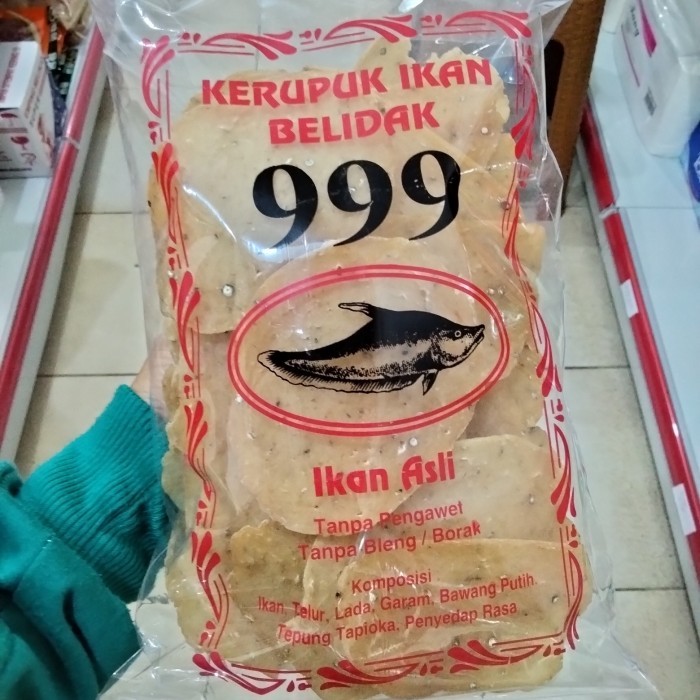 KERUPUK IKAN
BELIDAK
999
Ikan Asli
Tanpa Pengawet
Tanpa Bleng / Borak
Komposisi
Ikan, Telur, Lada, Garam, Bawang Putih
Tepung Tapioka, Penyedap Rasa